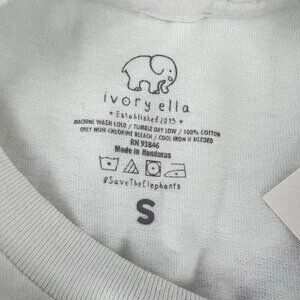 ivory ella
• Established 2015 •
MACHINE WASH COLD / TUMBLE DRY LOW / 100% COTTON
ONLY NON-CHLORINE BLEACH / COOL IRON IF NEEDED
RN 93846
Made in Honduras
#SaveTheElephants
S